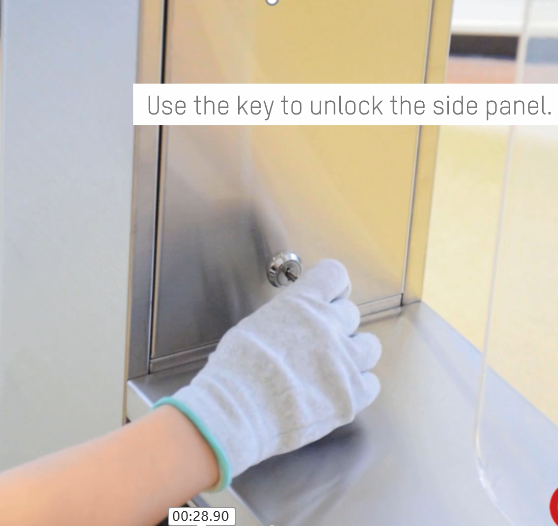 Use the key to unlock the side panel.
00:28.90